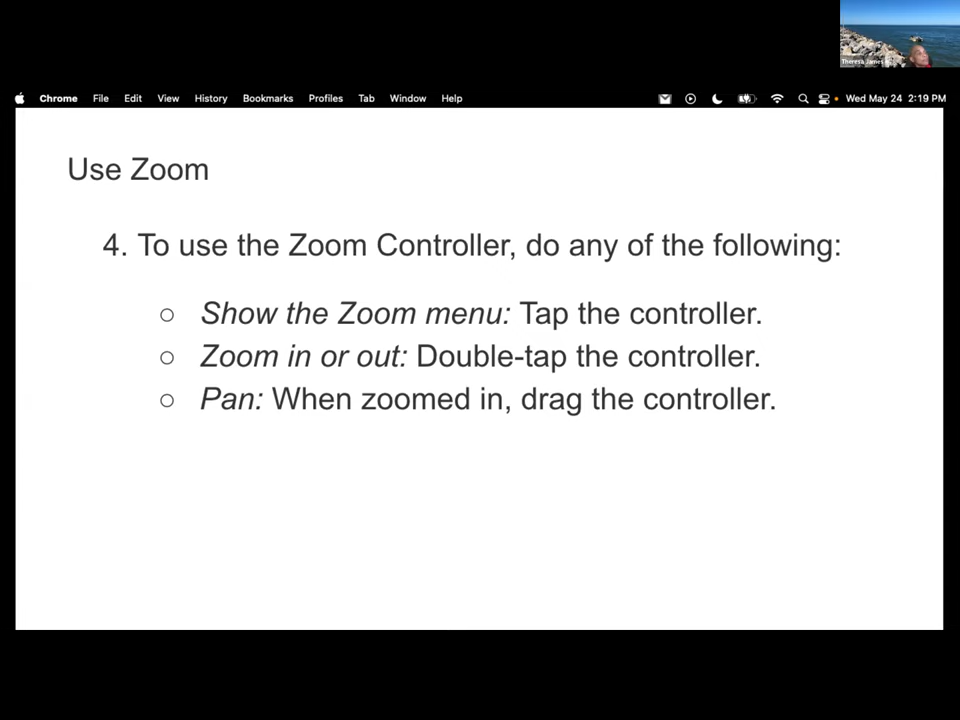 Theresa James
Chrome File Edit View History Bookmarks Profiles Tab Window Help Wed May 24 2:19 PM
Use Zoom
4. To use the Zoom Controller, do any of the following:
○ Show the Zoom menu: Tap the controller.
○ Zoom in or out: Double-tap the controller.
○ Pan: When zoomed in, drag the controller.